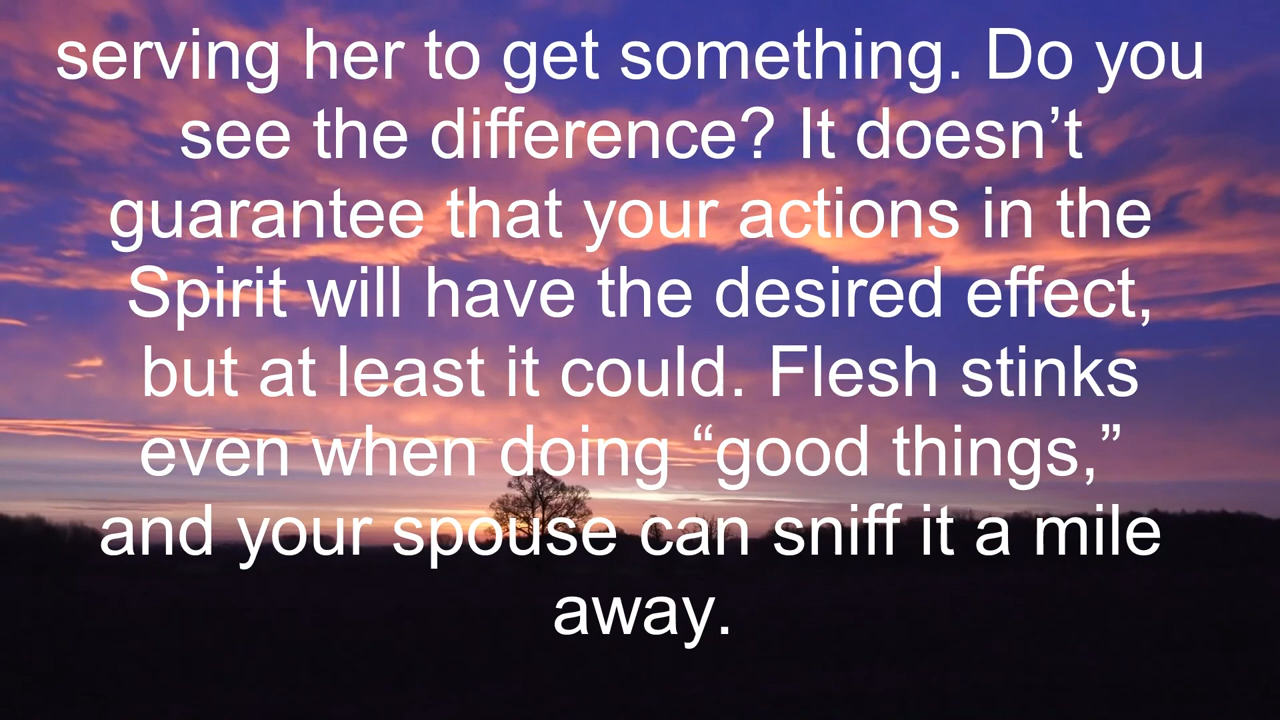 serving her to get something. Do you
see the difference? It doesn’t
guarantee that your actions in the
Spirit will have the desired effect,
but at least it could. Flesh stinks
even when doing “good things,”
and your spouse can sniff it a mile
away.